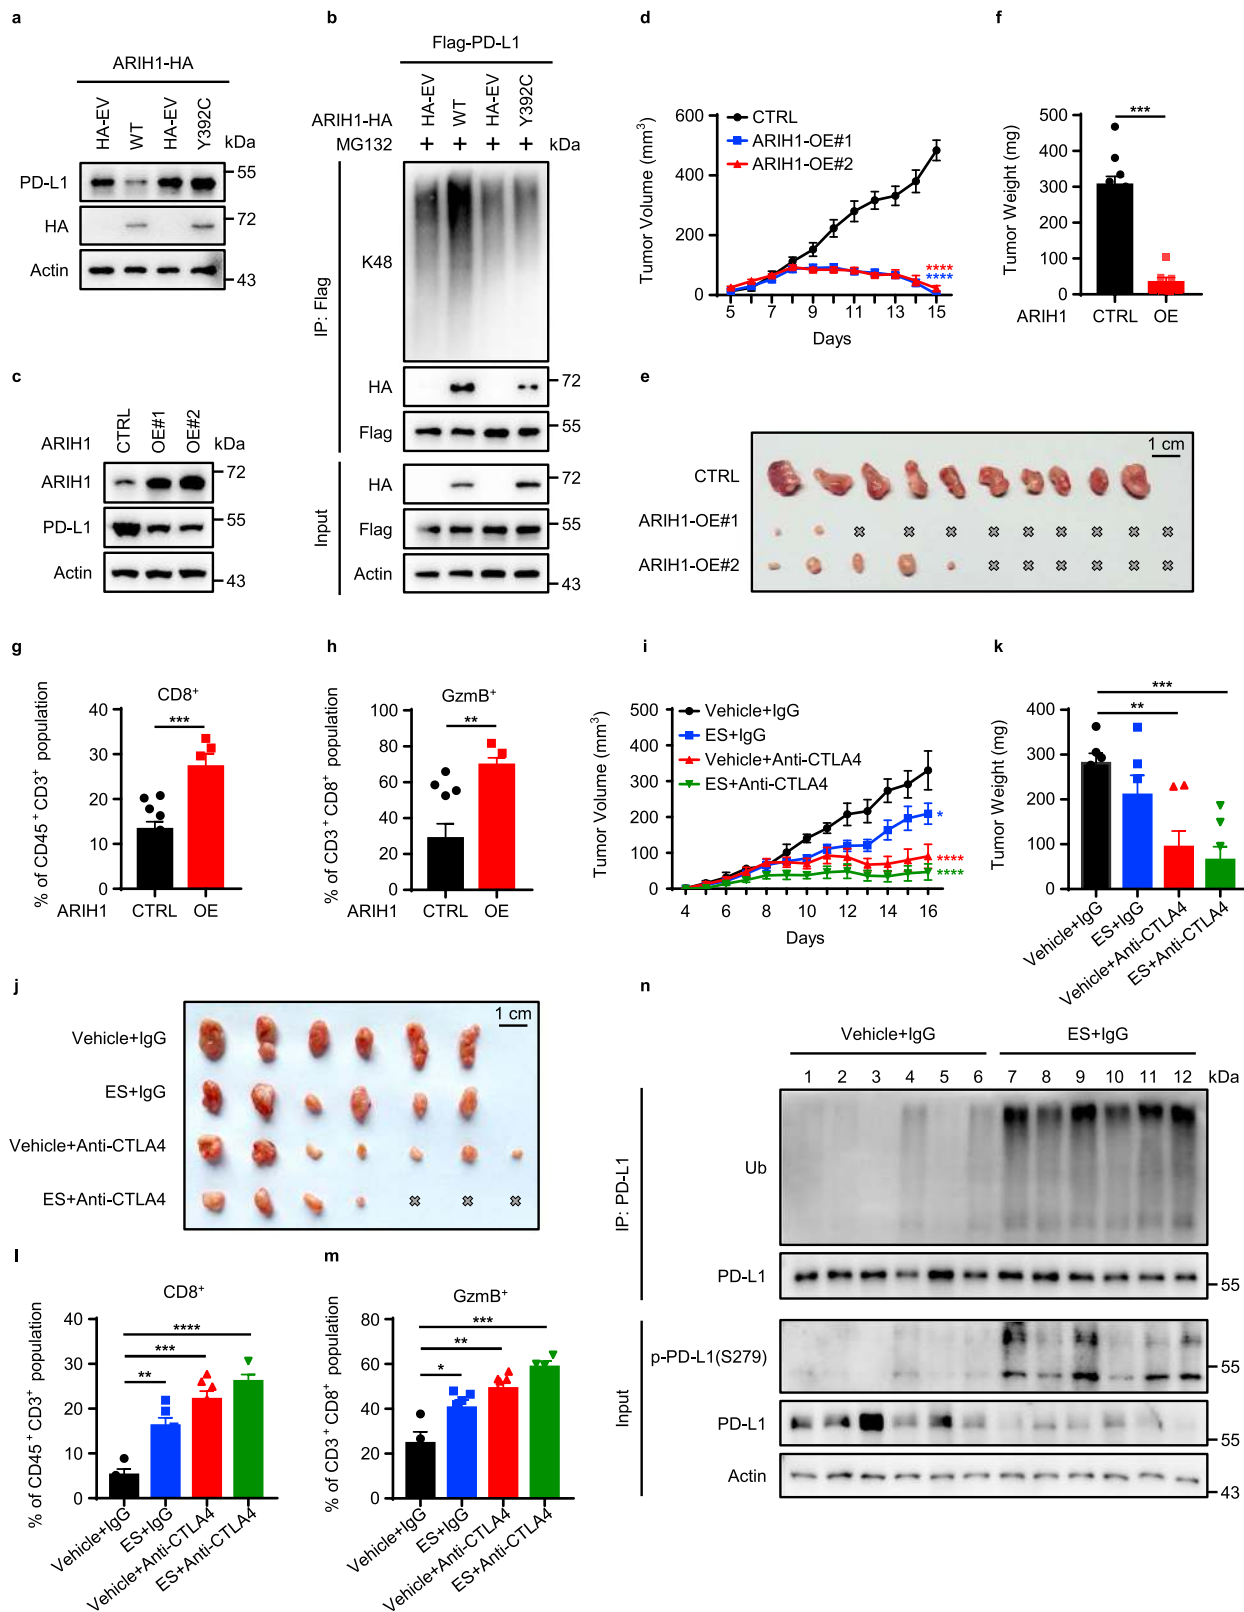 a
ARIH1-HA
HA-EV
WT
HA-EV
Y392C
kDa
PD-L1
55
HA
72
Actin
43
b
Flag-PD-L1
ARIH1-HA
HA-EV
WT
HA-EV
Y392C
MG132 + + + + kDa
IP: Flag
K48
HA
72
Flag
55
Input
HA
72
Flag
55
Actin
43
c
ARIH1
CTRL
OE#1
OE#2
kDa
ARIH1
72
PD-L1
55
Actin
43
d
Tumor Volume (mm³)
600
400
200
0
CTRL
ARIH1-OE#1
ARIH1-OE#2
****
****
5 7 9 11 13 15
Days
f
Tumor Weight (mg)
500
400
300
200
100
0
***
ARIH1 CTRL OE
e
1 cm
CTRL
ARIH1-OE#1
ARIH1-OE#2
g
CD8⁺
% of CD45⁺ CD3⁺ population
40
30
20
10
0
***
ARIH1 CTRL OE
h
GzmB⁺
% of CD3⁺ CD8⁺ population
100
80
60
40
20
0
**
ARIH1 CTRL OE
i
Tumor Volume (mm³)
500
400
300
200
100
0
Vehicle+IgG
ES+IgG
Vehicle+Anti-CTLA4
ES+Anti-CTLA4
*
****
****
4 6 8 10 12 14 16
Days
k
Tumor Weight (mg)
400
300
200
100
0
***
**
Vehicle+IgG
ES+IgG
Vehicle+Anti-CTLA4
ES+Anti-CTLA4
j
1 cm
Vehicle+IgG
ES+IgG
Vehicle+Anti-CTLA4
ES+Anti-CTLA4
l
CD8⁺
% of CD45⁺ CD3⁺ population
40
30
20
10
0
****
***
**
Vehicle+IgG
ES+IgG
Vehicle+Anti-CTLA4
ES+Anti-CTLA4
m
GzmB⁺
% of CD3⁺ CD8⁺ population
80
60
40
20
0
***
**
*
Vehicle+IgG
ES+IgG
Vehicle+Anti-CTLA4
ES+Anti-CTLA4
n
Vehicle+IgG ES+IgG
1 2 3 4 5 6 7 8 9 10 11 12 kDa
IP: PD-L1
Ub
PD-L1
55
Input
p-PD-L1(S279)
55
PD-L1
55
Actin
43